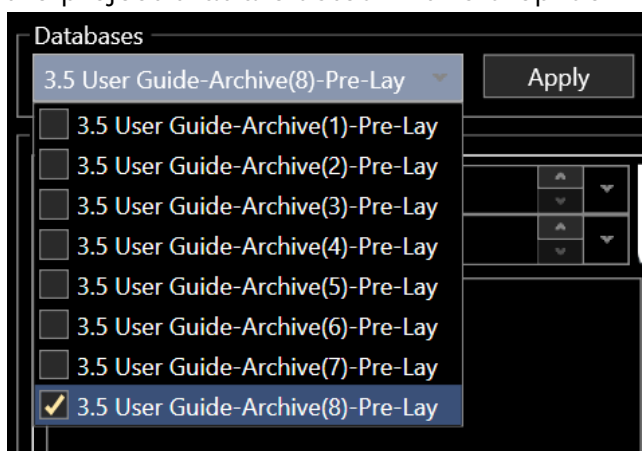 Databases
3.5 User Guide-Archive(8)-Pre-Lay
Apply
3.5 User Guide-Archive(1)-Pre-Lay
3.5 User Guide-Archive(2)-Pre-Lay
3.5 User Guide-Archive(3)-Pre-Lay
3.5 User Guide-Archive(4)-Pre-Lay
3.5 User Guide-Archive(5)-Pre-Lay
3.5 User Guide-Archive(6)-Pre-Lay
3.5 User Guide-Archive(7)-Pre-Lay
3.5 User Guide-Archive(8)-Pre-Lay